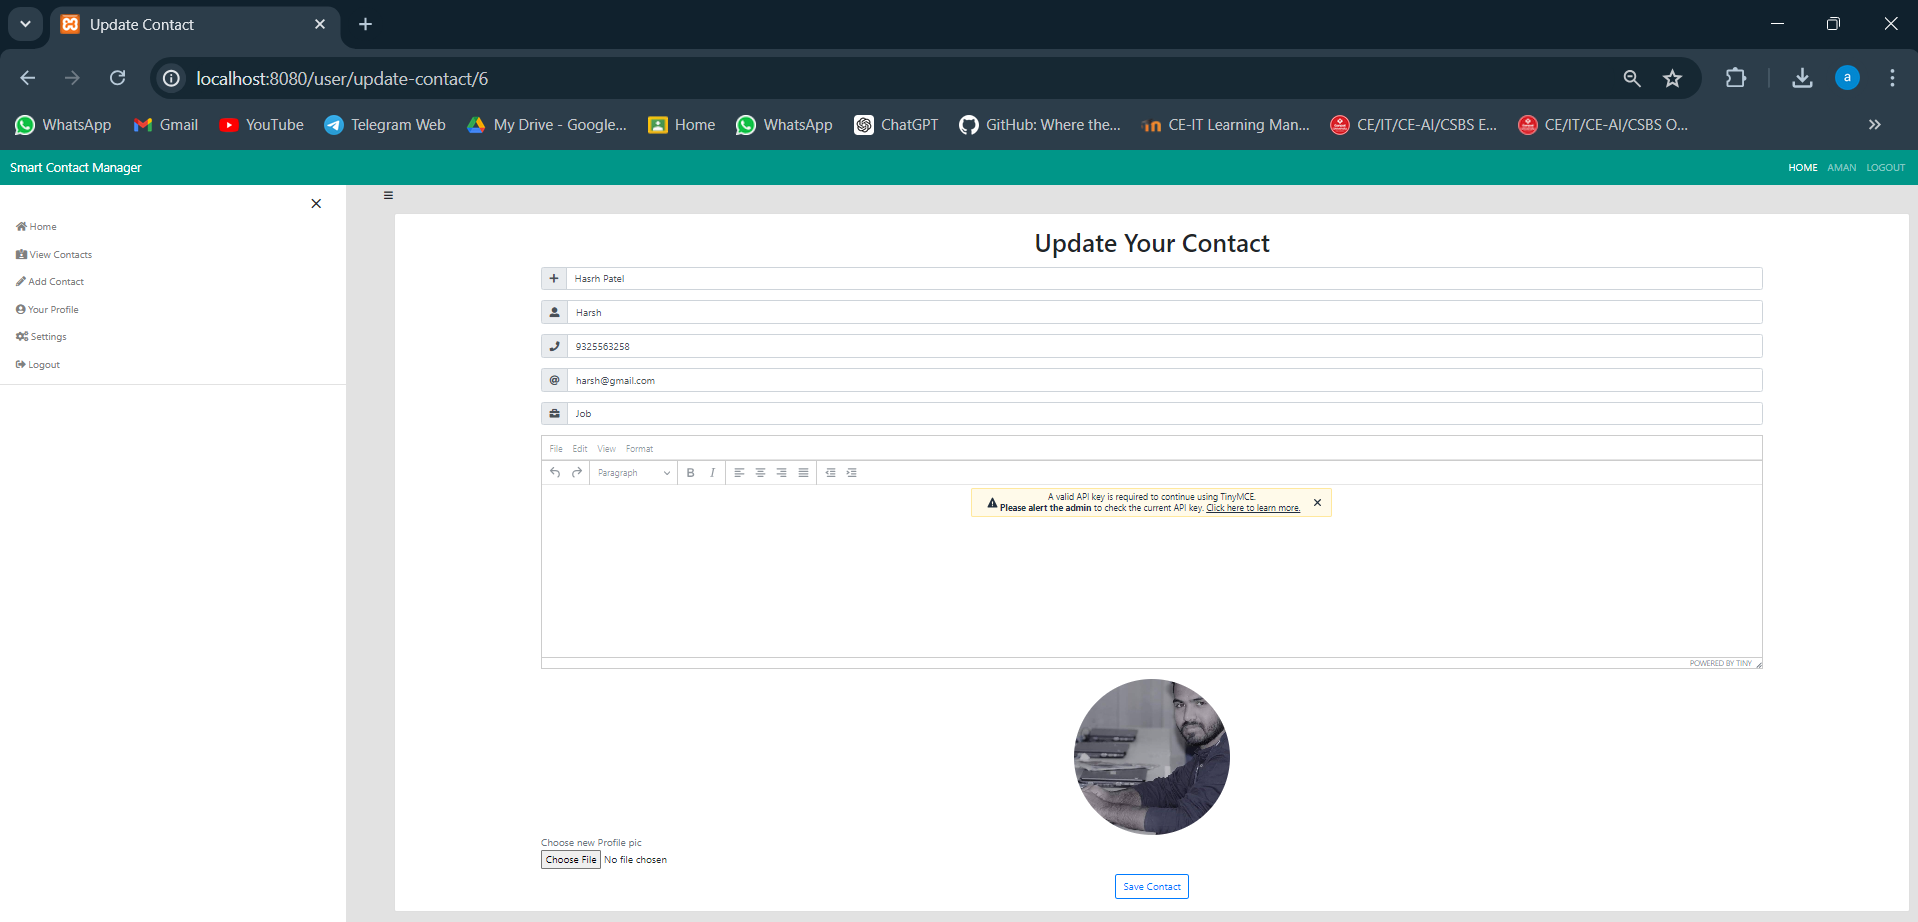 Update Contact
localhost:8080/user/update-contact/6
a
WhatsApp Gmail YouTube Telegram Web My Drive - Google... Home WhatsApp ChatGPT GitHub: Where the... CE-IT Learning Man... CE/IT/CE-AI/CSBS E... CE/IT/CE-AI/CSBS O...
Smart Contact Manager HOME AMAN LOGOUT
Home
View Contacts
Add Contact
Your Profile
Settings
Logout
Update Your Contact
Hasrh Patel
Harsh
9325563258
@ harsh@gmail.com
Job
File Edit View Format
Paragraph B I
A valid API key is required to continue using TinyMCE.
Please alert the admin to check the current API key. Click here to learn more.
POWERED BY TINY
Choose new Profile pic
Choose File No file chosen
Save Contact